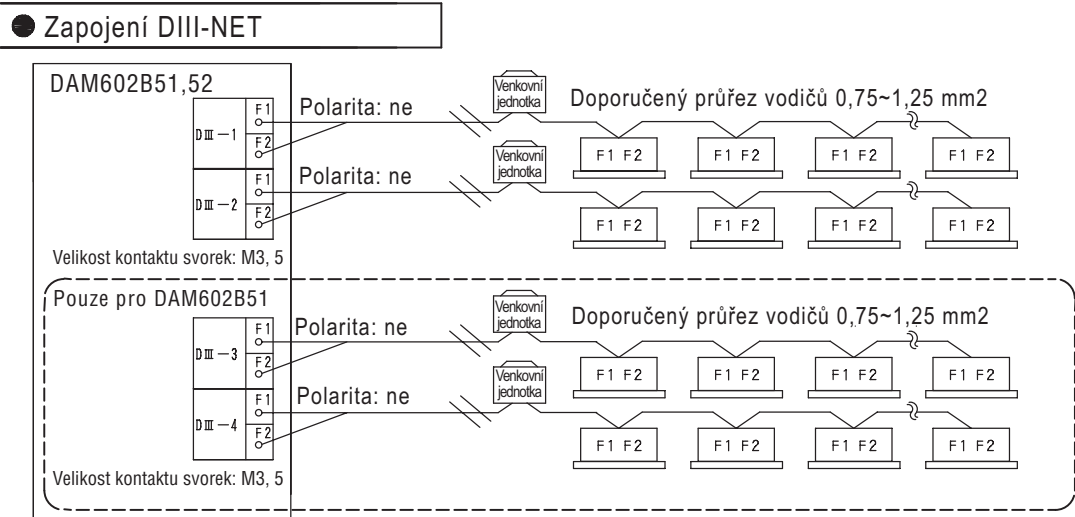 Zapojení DIII-NET
DAM602B51,52
F1
DⅢ－1
F2
Polarita: ne
Venkovní
jednotka
Doporučený průřez vodičů 0,75~1,25 mm2
F1 F2
F1 F2
F1 F2
F1 F2
F1
DⅢ－2
F2
Polarita: ne
Venkovní
jednotka
F1 F2
F1 F2
F1 F2
F1 F2
Velikost kontaktu svorek: M3, 5
Pouze pro DAM602B51
F1
DⅢ－3
F2
Polarita: ne
Venkovní
jednotka
Doporučený průřez vodičů 0,75~1,25 mm2
F1 F2
F1 F2
F1 F2
F1 F2
F1
DⅢ－4
F2
Polarita: ne
Venkovní
jednotka
F1 F2
F1 F2
F1 F2
F1 F2
Velikost kontaktu svorek: M3, 5